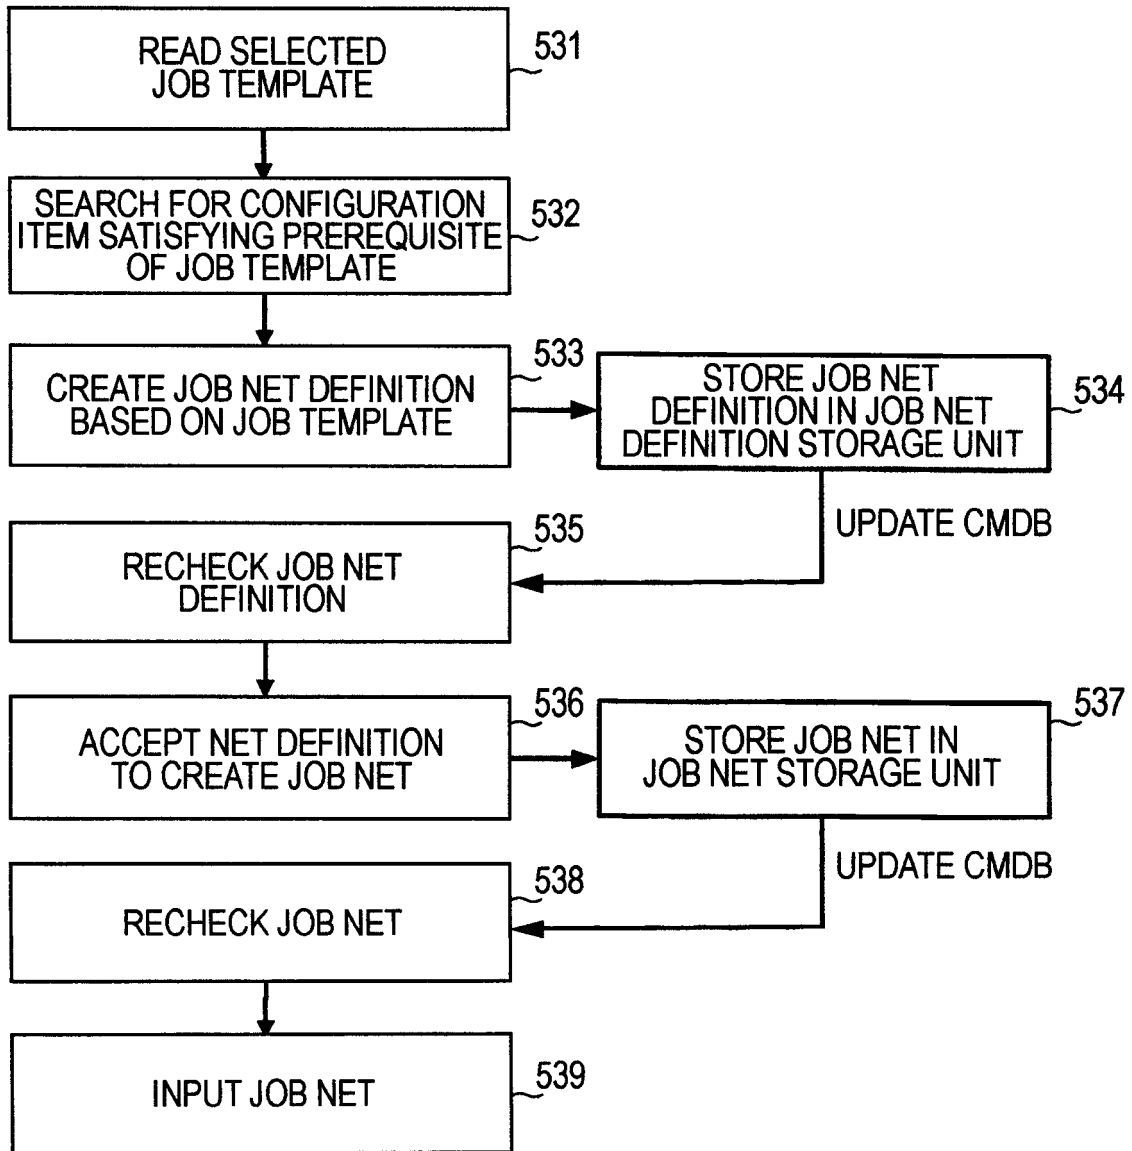 READ SELECTED
JOB TEMPLATE
531
SEARCH FOR CONFIGURATION
ITEM SATISFYING PREREQUISITE
OF JOB TEMPLATE
532
CREATE JOB NET DEFINITION
BASED ON JOB TEMPLATE
533
STORE JOB NET
DEFINITION IN JOB NET
DEFINITION STORAGE UNIT
534
UPDATE CMDB
RECHECK JOB NET
DEFINITION
535
ACCEPT NET DEFINITION
TO CREATE JOB NET
536
STORE JOB NET IN
JOB NET STORAGE UNIT
537
UPDATE CMDB
RECHECK JOB NET
538
INPUT JOB NET
539